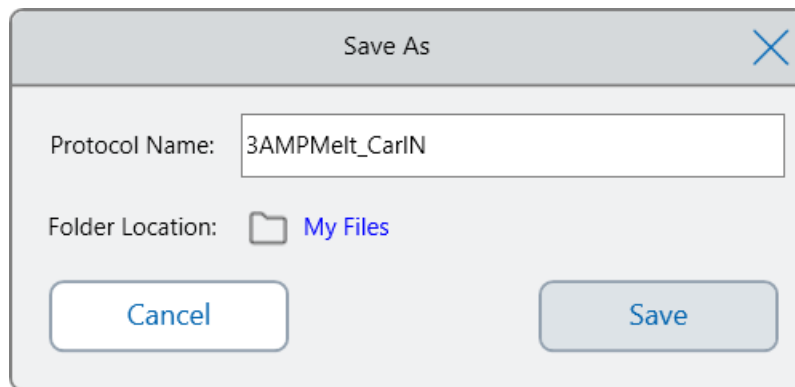 Save As
Protocol Name: 3AMPMelt_CarIN
Folder Location: My Files
Cancel Save